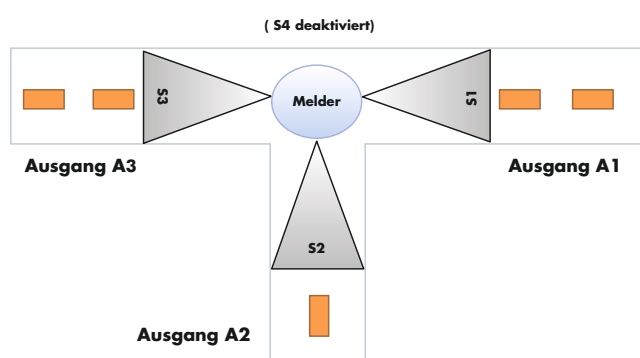 ( S4 deaktiviert)
S3
Melder
S1
Ausgang A3
Ausgang A1
S2
Ausgang A2